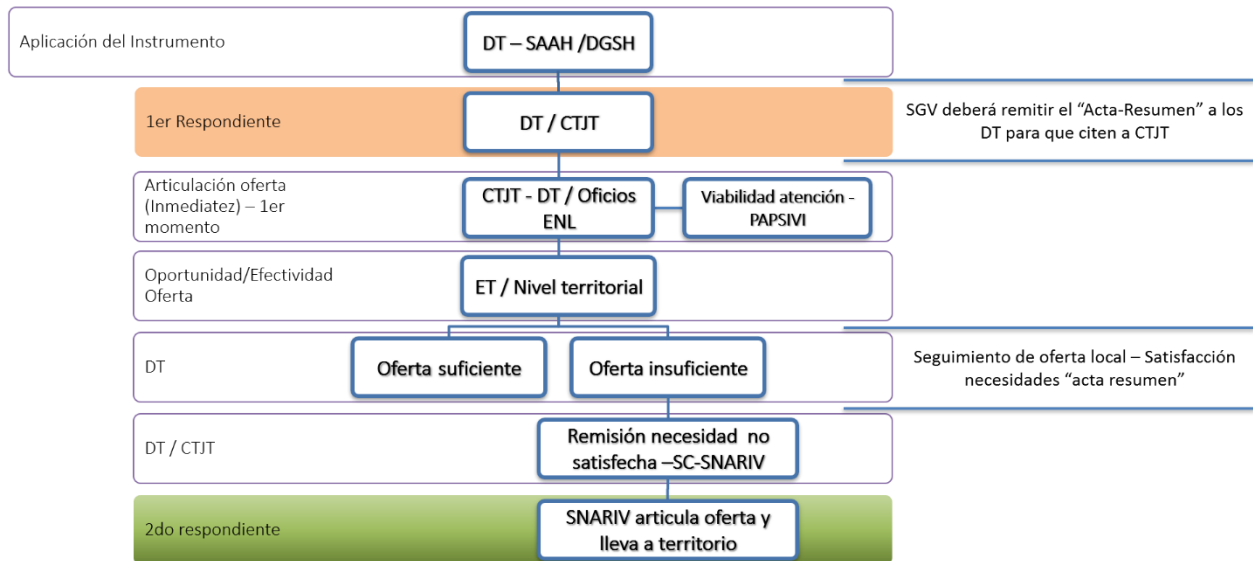 Aplicación del Instrumento
DT – SAAH /DGSH
1er Respondiente
DT / CTJT
SGV deberá remitir el “Acta-Resumen” a los
DT para que citen a CTJT
Articulación oferta
(Inmediatez) – 1er
momento
CTJT - DT / Oficios
ENL
Viabilidad atención -
PAPSIVI
Oportunidad/Efectividad
Oferta
ET / Nivel territorial
DT
Oferta suficiente
Oferta insuficiente
Seguimiento de oferta local – Satisfacción
necesidades “acta resumen”
DT / CTJT
Remisión necesidad no
satisfecha –SC-SNARIV
2do respondiente
SNARIV articula oferta y
lleva a territorio